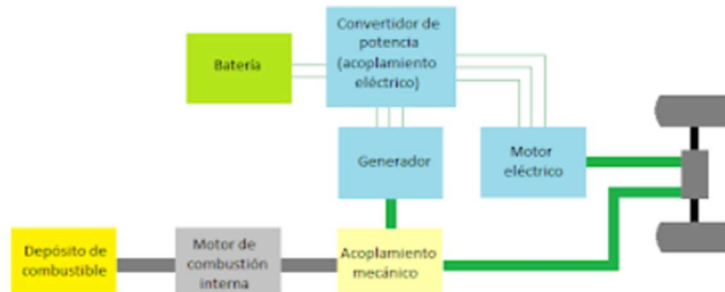 Convertidor de
potencia
(acoplamiento
eléctrico)
Batería
Generador
Motor
eléctrico
Depósito de
combustible
Motor de
combustión
interna
Acoplamiento
mecánico